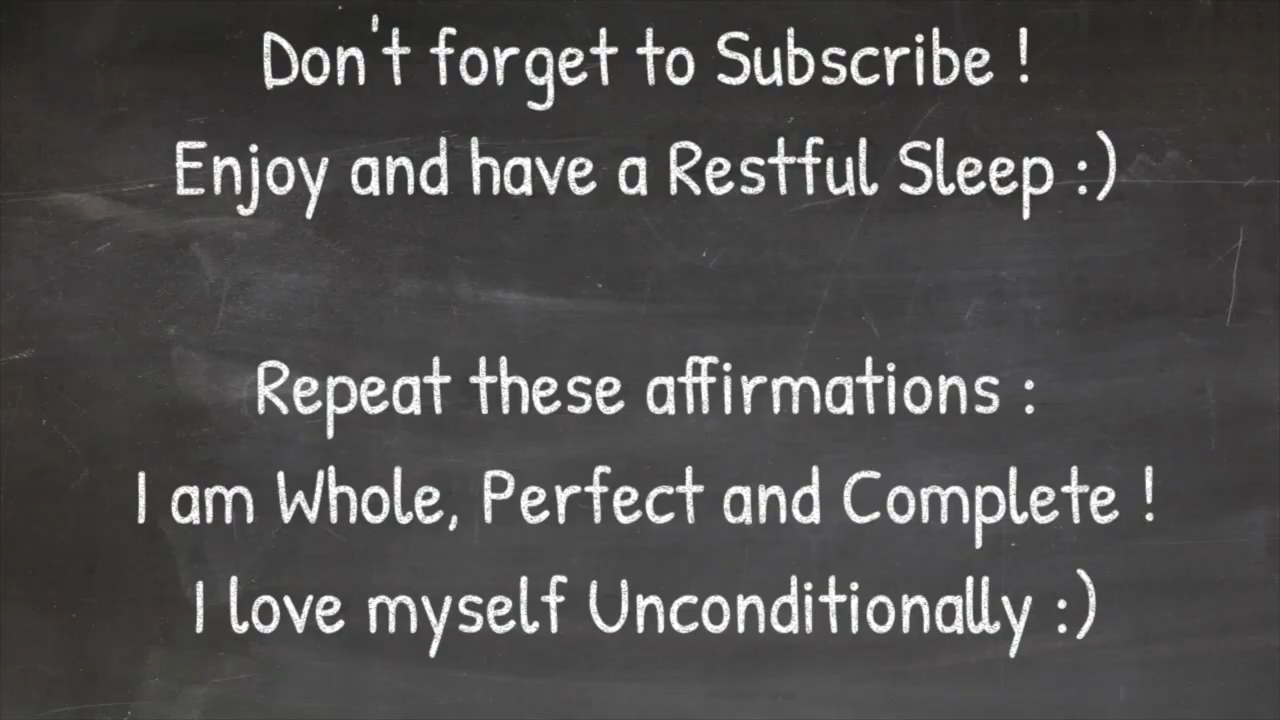 Don't forget to Subscribe !
Enjoy and have a Restful Sleep :)
Repeat these affirmations :
I am Whole, Perfect and Complete !
I love myself Unconditionally :)